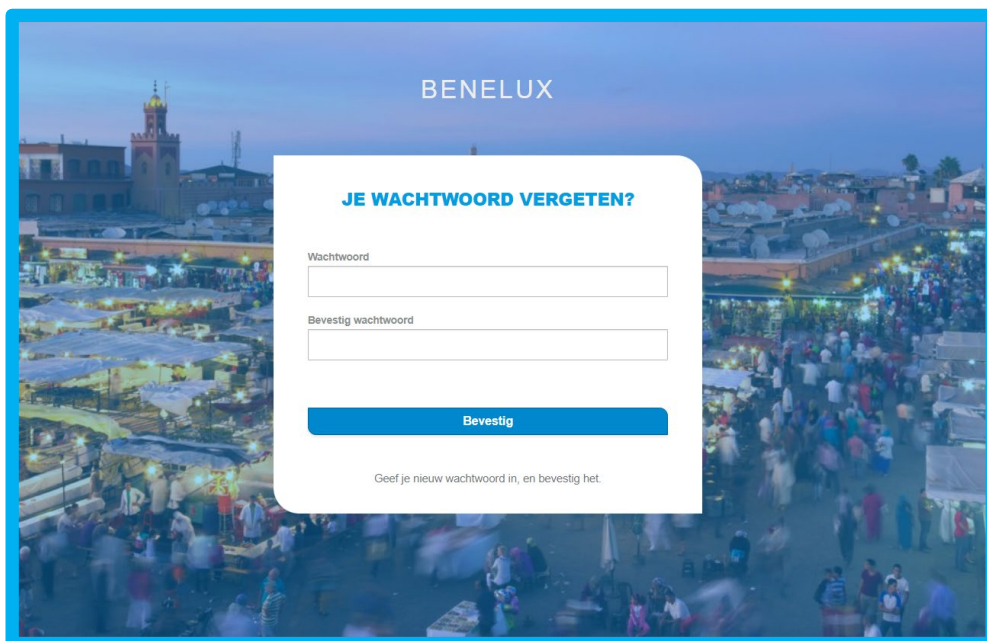 BENELUX
JE WACHTWOORD VERGETEN?
Wachtwoord
Bevestig wachtwoord
Bevestig
Geef je nieuw wachtwoord in, en bevestig het.